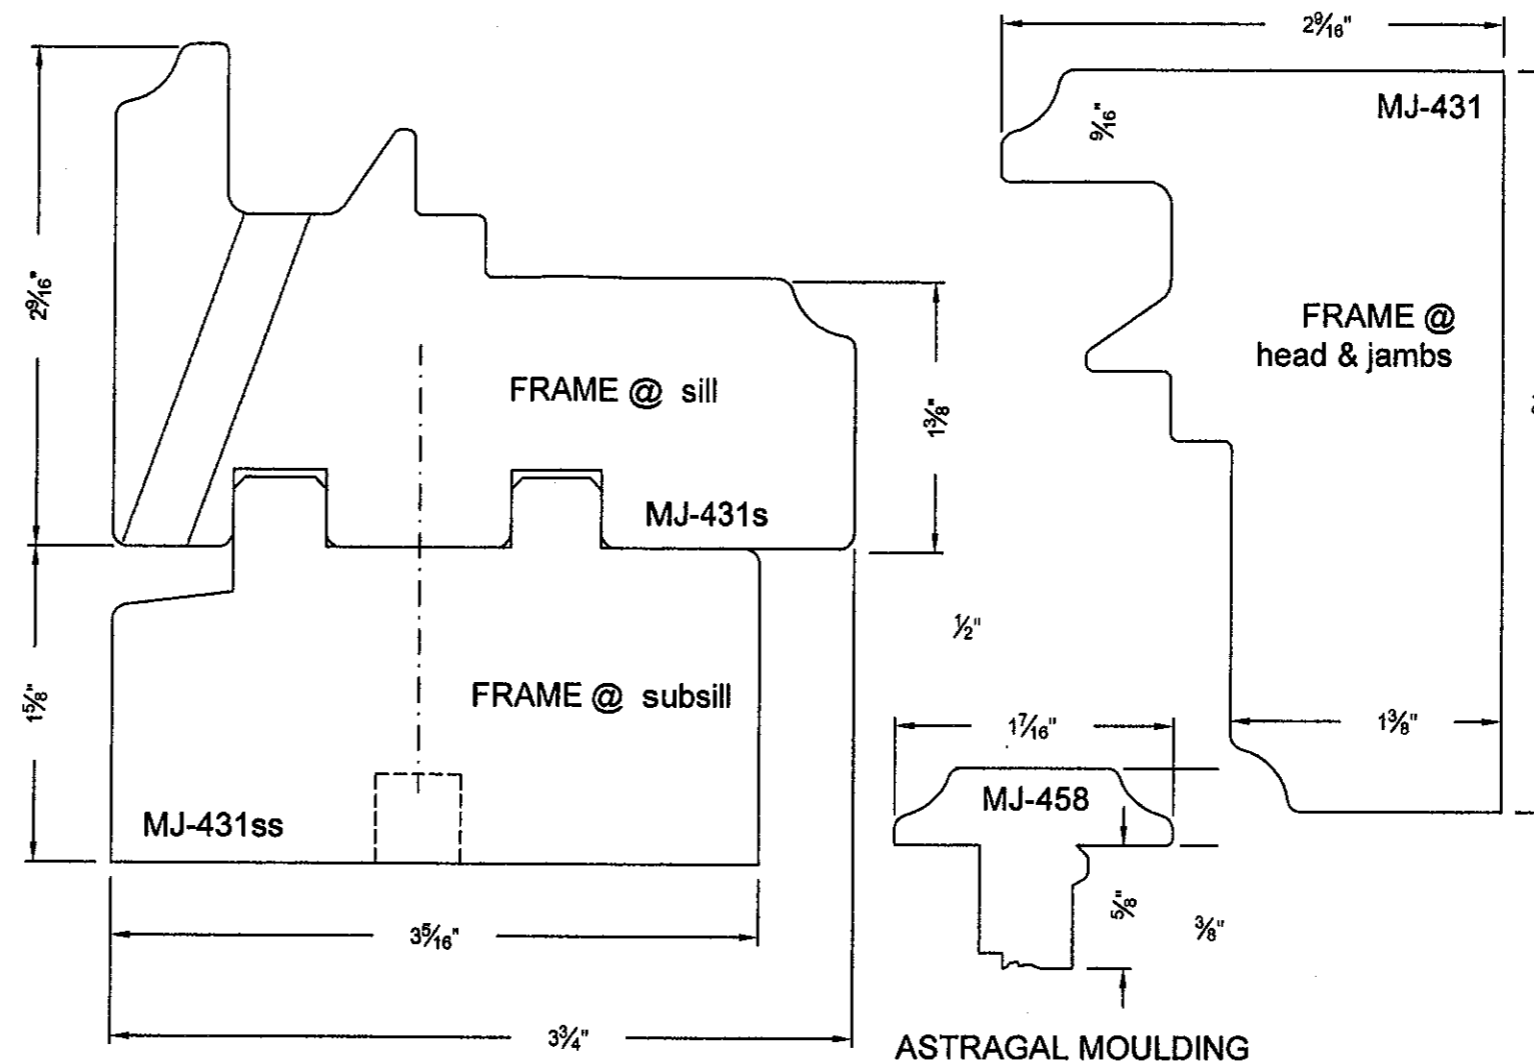 2⁹⁄₁₆"
MJ-431
⁹⁄₁₆"
2⁹⁄₁₆"
FRAME @
head & jambs
FRAME @ sill
1³⁄₈"
MJ-431s
½"
1⁵⁄₈"
FRAME @ subsill
1⁷⁄₁₆"
1³⁄₈"
MJ-458
MJ-431ss
⁵⁄₈"
³⁄₈"
3⁵⁄₁₆"
3¾"
ASTRAGAL MOULDING